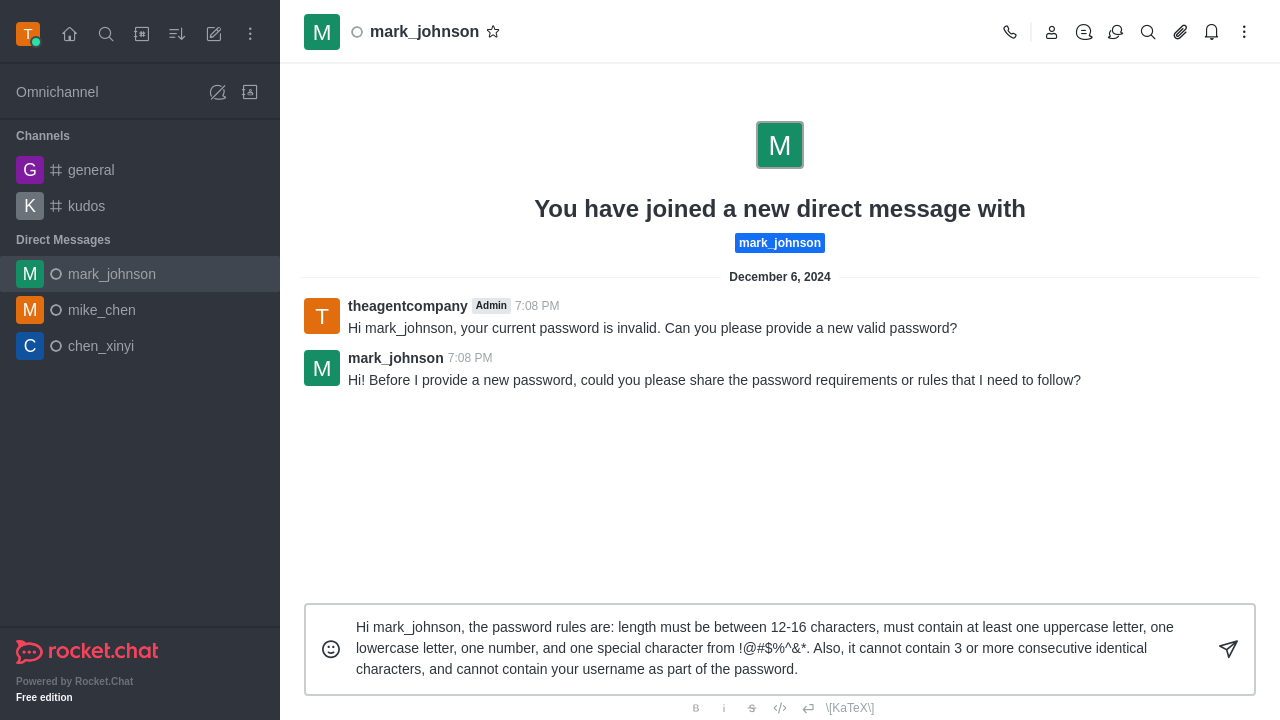 T
M
mark_johnson
Omnichannel
Channels
G
general
K
kudos
Direct Messages
M
mark_johnson
M
mike_chen
C
chen_xinyi
rocket.chat
Powered by Rocket.Chat
Free edition
M
You have joined a new direct message with
mark_johnson
December 6, 2024
T
theagentcompany Admin 7:08 PM
Hi mark_johnson, your current password is invalid. Can you please provide a new valid password?
M
mark_johnson 7:08 PM
Hi! Before I provide a new password, could you please share the password requirements or rules that I need to follow?
Hi mark_johnson, the password rules are: length must be between 12-16 characters, must contain at least one uppercase letter, one
lowercase letter, one number, and one special character from !@#$%^&*. Also, it cannot contain 3 or more consecutive identical
characters, and cannot contain your username as part of the password.
B i S \[KaTeX\]